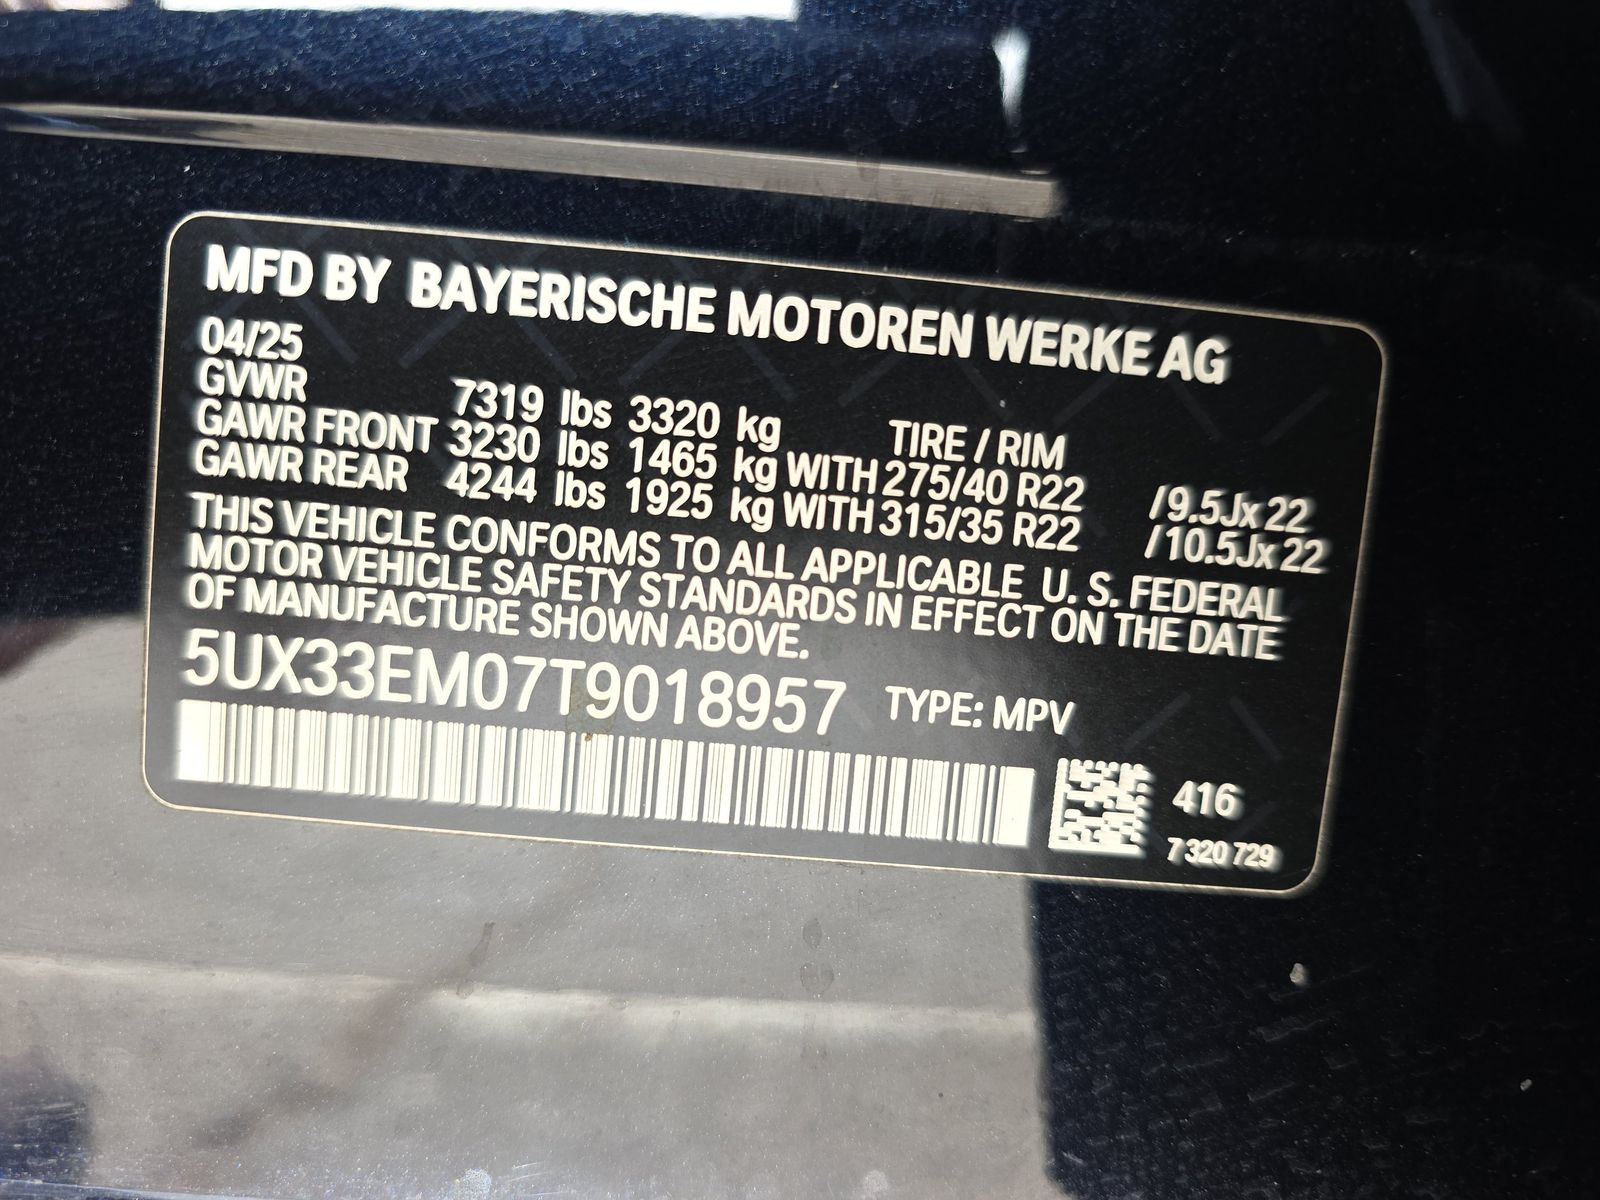 MFD BY BAYERISCHE MOTOREN WERKE AG
04/25
GVWR 7319 lbs 3320 kg TIRE / RIM
GAWR FRONT 3230 lbs 1465 kg WITH 275/40 R22 /9.5Jx22
GAWR REAR 4244 lbs 1925 kg WITH 315/35 R22 /10.5Jx22
THIS VEHICLE CONFORMS TO ALL APPLICABLE U. S. FEDERAL
MOTOR VEHICLE SAFETY STANDARDS IN EFFECT ON THE DATE
OF MANUFACTURE SHOWN ABOVE.
5UX33EM07T9018957 TYPE: MPV
416
7 320 729